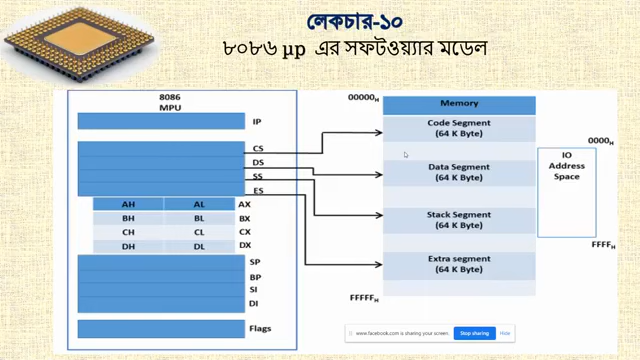 লেকচার-১০
৮০৮৬ µp এর সফটওয়্যার মডেল
8086
MPU
IP
CS
DS
SS
ES
AH AL AX
BH BL BX
CH CL CX
DH DL DX
SP
BP
SI
DI
Flags
00000H
Memory
Code Segment
(64 K Byte)
Data Segment
(64 K Byte)
Stack Segment
(64 K Byte)
Extra segment
(64 K Byte)
FFFFFH
0000H
IO
Address
Space
FFFFH
www.facebook.com is sharing your screen. Stop sharing Hide